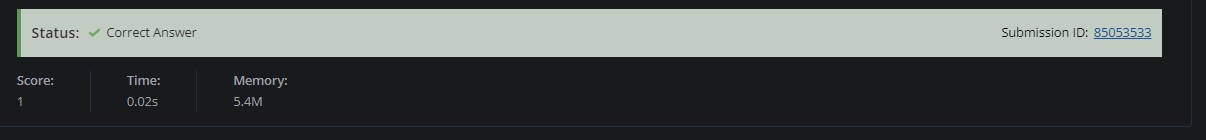 Status: Correct Answer Submission ID: 85053533
Score: Time: Memory:
1 0.02s 5.4M